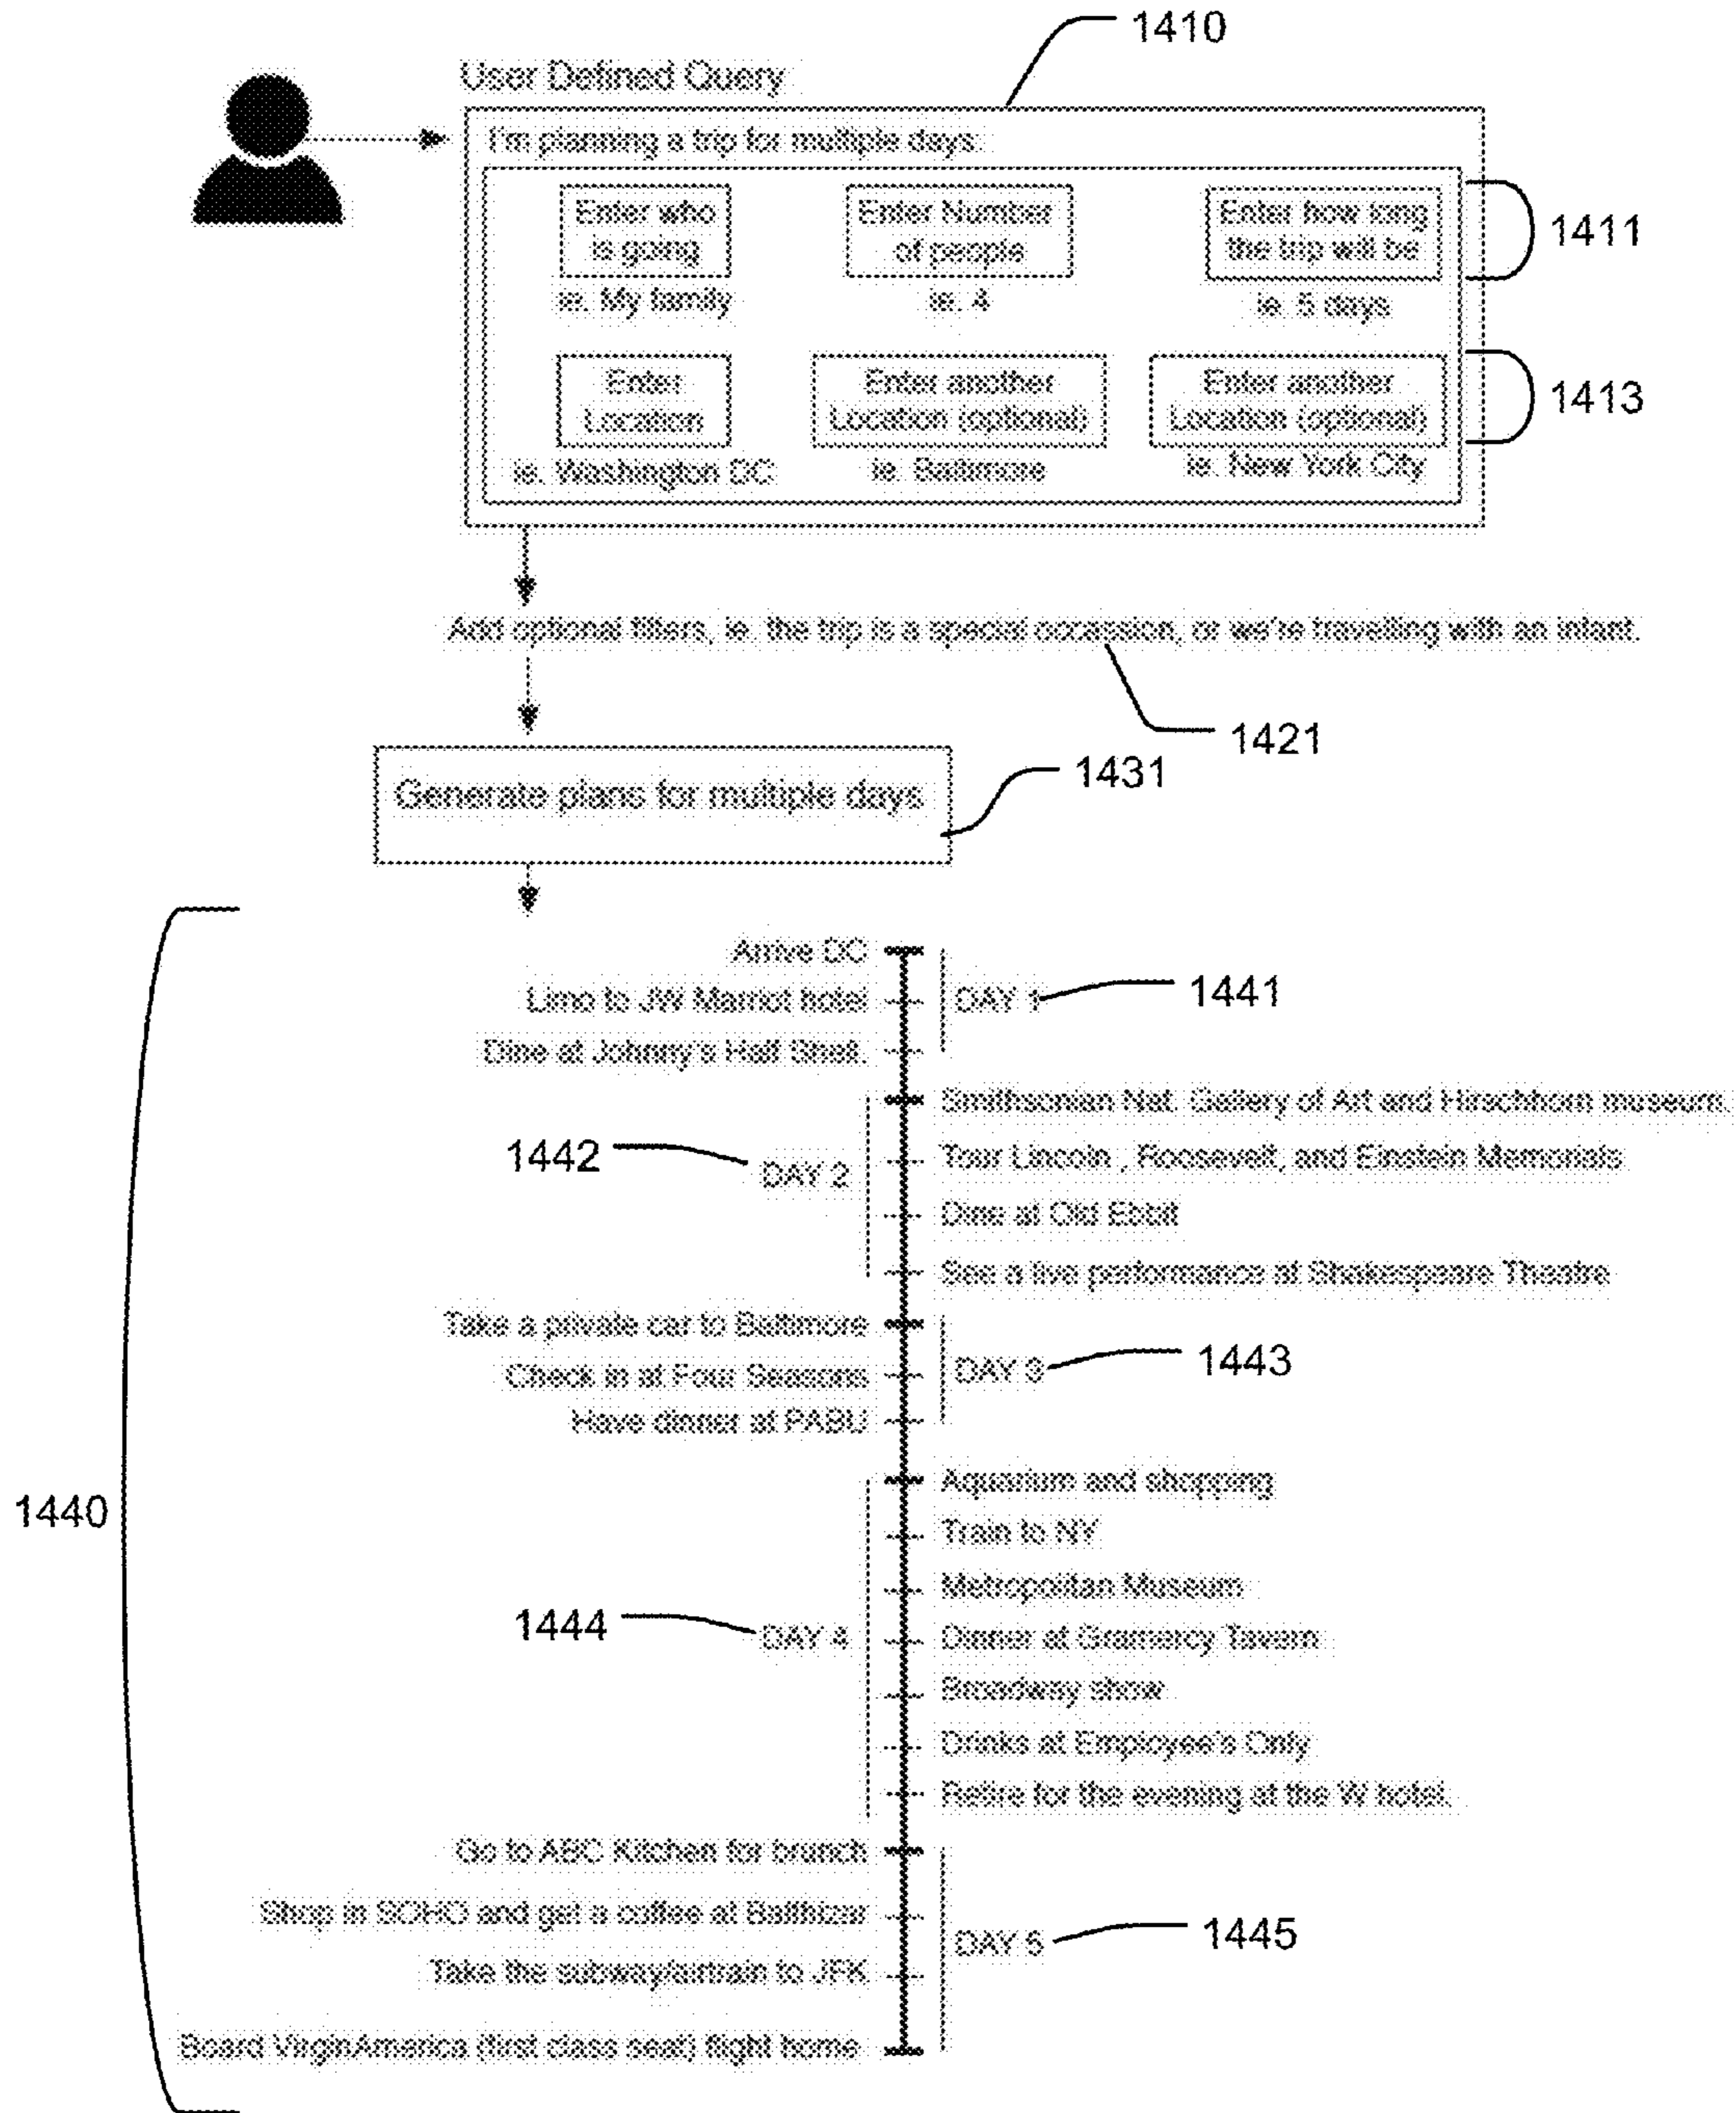 1410
User Defined Query
I'm planning a trip for multiple days.
Enter who
is going
Enter Number
of people
Enter how long
the trip will be
1411
ie. My family
ie. 4
ie. 5 days
Enter
Location
Enter another
Location (optional)
Enter another
Location (optional)
1413
ie. Washington DC
ie. Baltimore
ie. New York City
Add optional filters, ie. the trip is a special occassion, or we're travelling with an infant.
1421
1431
Generate plans for multiple days
Arrive DC
Limo to JW Marriot hotel
DAY 1
1441
Dine at Johnny's Half Shell.
Smithsonian Nat. Gallery of Art and Hirschhorn museum.
1442
DAY 2
Tour Lincoln , Roosevelt, and Einstein Memorials
Dine at Old Ebbit
See a live performance at Shakespeare Theatre
Take a private car to Baltimore
Check in at Four Seasons
DAY 3
1443
Have dinner at PABU
1440
Aquarium and shopping
Train to NY
Metropolitan Museum
1444
DAY 4
Dinner at Gramercy Tavern
Broadway show
Drinks at Employee's Only
Retire for the evening at the W hotel.
Go to ABC Kitchen for brunch
Shop in SOHO and get a coffee at Balthizar
DAY 5
1445
Take the subway/airtrain to JFK
Board VirginAmerica (first class seat) flight home